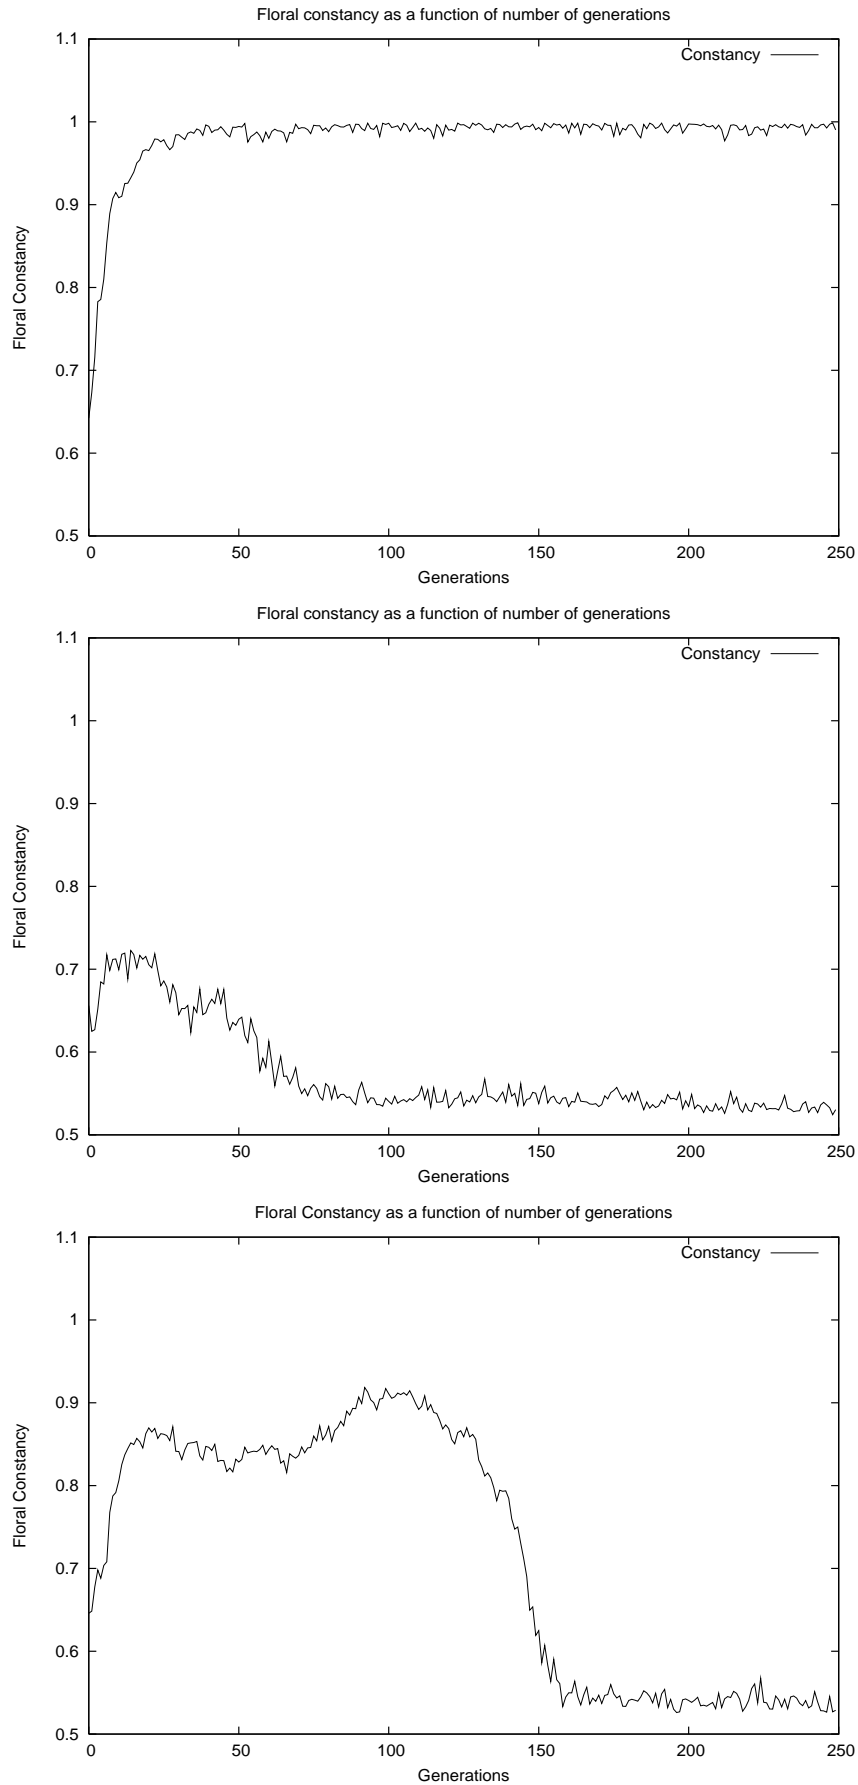 Floral constancy as a function of number of generations
1.1
Constancy
1
0.9
0.8
0.7
0.6
0.5
Floral Constancy
0 50 100 150 200 250
Generations
Floral constancy as a function of number of generations
1.1
Constancy
1
0.9
0.8
0.7
0.6
0.5
Floral Constancy
0 50 100 150 200 250
Generations
Floral Constancy as a function of number of generations
1.1
Constancy
1
0.9
0.8
0.7
0.6
0.5
Floral Constancy
0 50 100 150 200 250
Generations